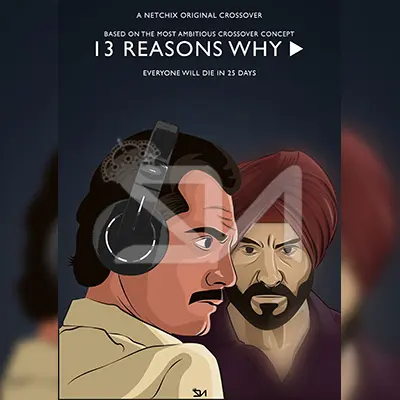 A NETCHIX ORIGINAL CROSSOVER
BASED ON THE MOST AMBITIOUS CROSSOVER CONCEPT
13 REASONS WHY
EVERYONE WILL DIE IN 25 DAYS